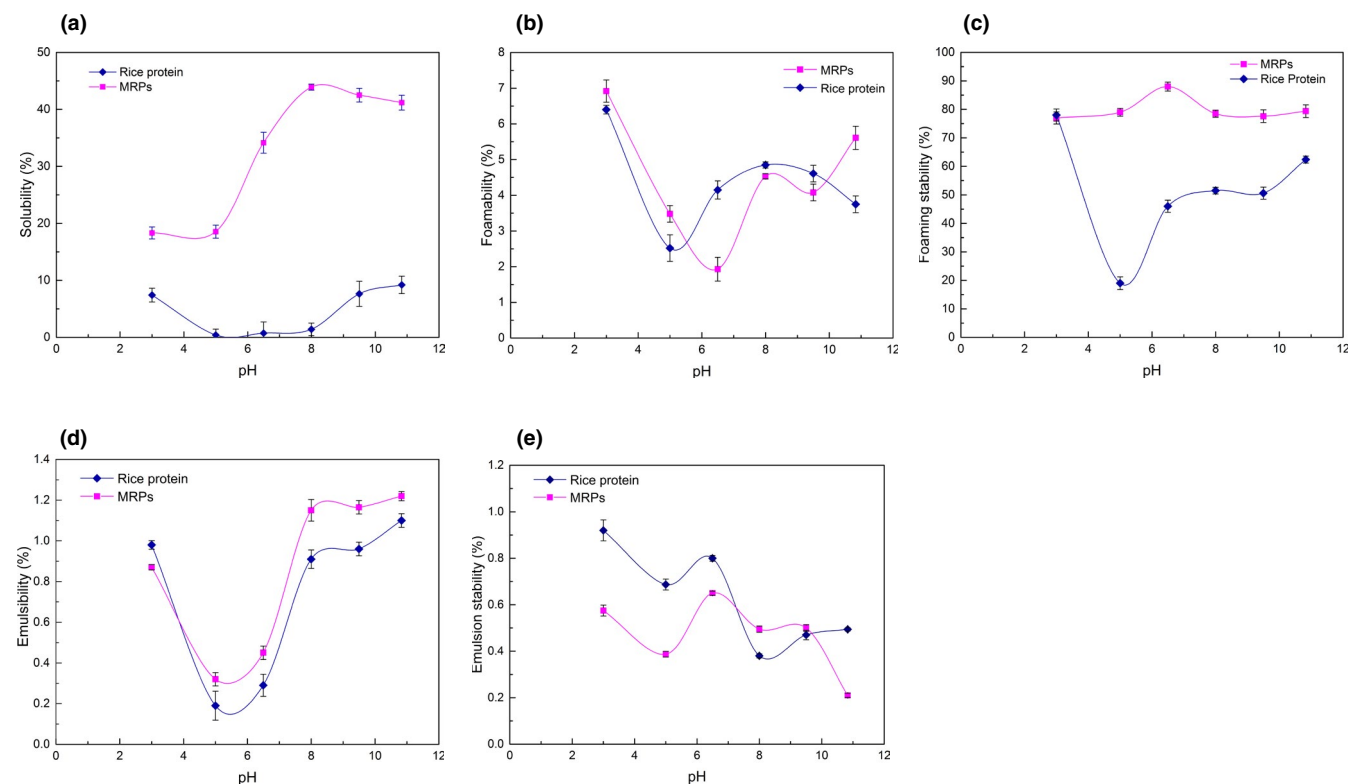 (a)
50
40
30
20
10
0
Solubility (%)
Rice protein
MRPs
0 2 4 6 8 10 12
pH
(b)
8
7
6
5
4
3
2
1
0
Foamability (%)
MRPs
Rice protein
0 2 4 6 8 10 12
pH
(c)
100
90
80
70
60
50
40
30
20
10
0
Foaming stability (%)
MRPs
Rice Protein
0 2 4 6 8 10 12
pH
(d)
1.4
1.2
1.0
0.8
0.6
0.4
0.2
0.0
Emulsibility (%)
Rice protein
MRPs
0 2 4 6 8 10 12
pH
(e)
1.2
1.0
0.8
0.6
0.4
0.2
0.0
Emulsion stability (%)
Rice protein
MRPs
0 2 4 6 8 10 12
pH